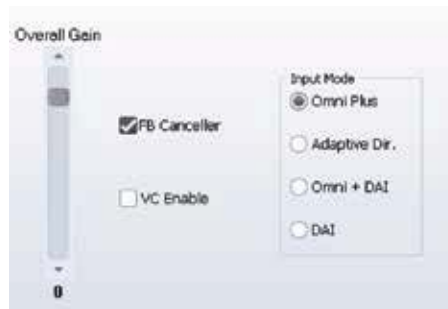 Overall Gain
Input Mode
Omni Plus
FB Canceller
Adaptive Dir.
Omni + DAI
VC Enable
DAI
0